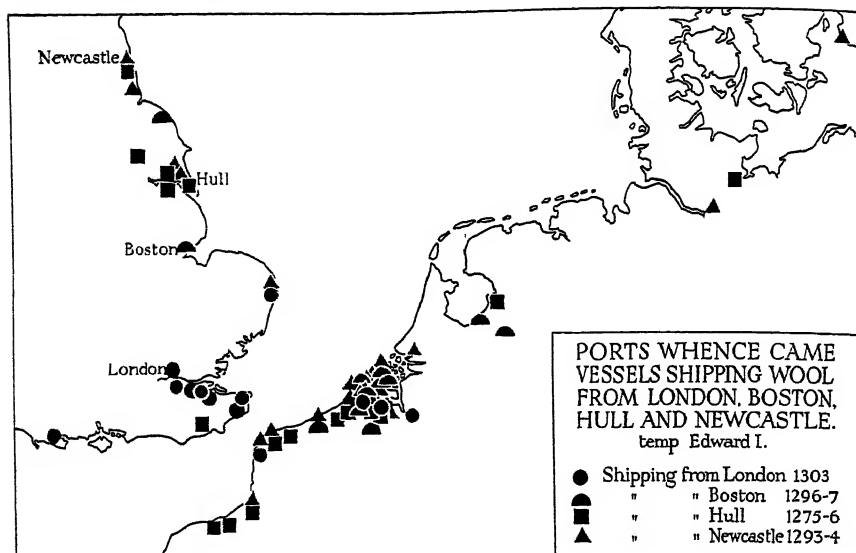 Newcastle
Hull
Boston
London
PORTS WHENCE CAME
VESSELS SHIPPING WOOL
FROM LONDON, BOSTON,
HULL AND NEWCASTLE.
temp Edward I.
Shipping from London 1303
" " Boston 1296-7
" " Hull 1275-6
" " Newcastle 1293-4